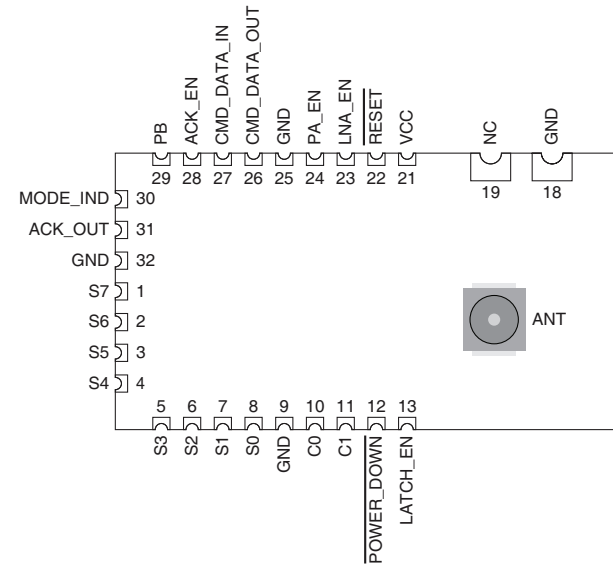 PB
ACK_EN
CMD_DATA_IN
CMD_DATA_OUT
GND
PA_EN
LNA_EN
RESET
VCC
NC
GND
29
28
27
26
25
24
23
22
21
19
18
MODE_IND 30
ACK_OUT 31
GND 32
S7 1
S6 2
S5 3
S4 4
ANT
5
6
7
8
9
10
11
12
13
S3
S2
S1
S0
GND
C0
C1
POWER_DOWN
LATCH_EN